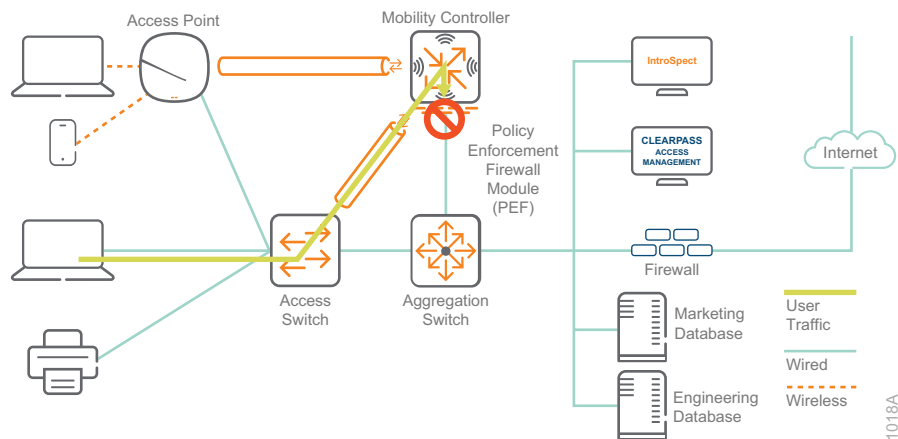 Access Point
Mobility Controller
IntroSpect
Policy
Enforcement
Firewall
Module
(PEF)
CLEARPASS
ACCESS
MANAGEMENT
Internet
Access
Switch
Aggregation
Switch
Firewall
Marketing
Database
Engineering
Database
User
Traffic
Wired
Wireless
1018A